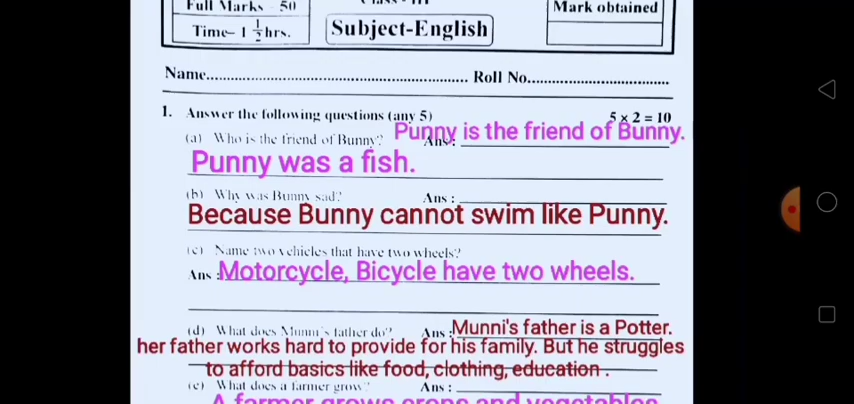 Full Marks - 50
Mark obtained
Time- 1 1/2 hrs.
Subject-English
Name.......................................................... Roll No................................
1. Answer the following questions (any 5) 5 × 2 = 10
(a) Who is the friend of Bunny? Ans : Punny is the friend of Bunny.
Punny was a fish.
(b) Why was Bunny sad? Ans :
Because Bunny cannot swim like Punny.
(c) Name two vehicles that have two wheels?
Ans : Motorcycle, Bicycle have two wheels.
(d) What does Munni's father do? Ans : Munni's father is a Potter.
her father works hard to provide for his family. But he struggles
to afford basics like food, clothing, education .
(e) What does a farmer grow? Ans :
A farmer grows crops and vegetables